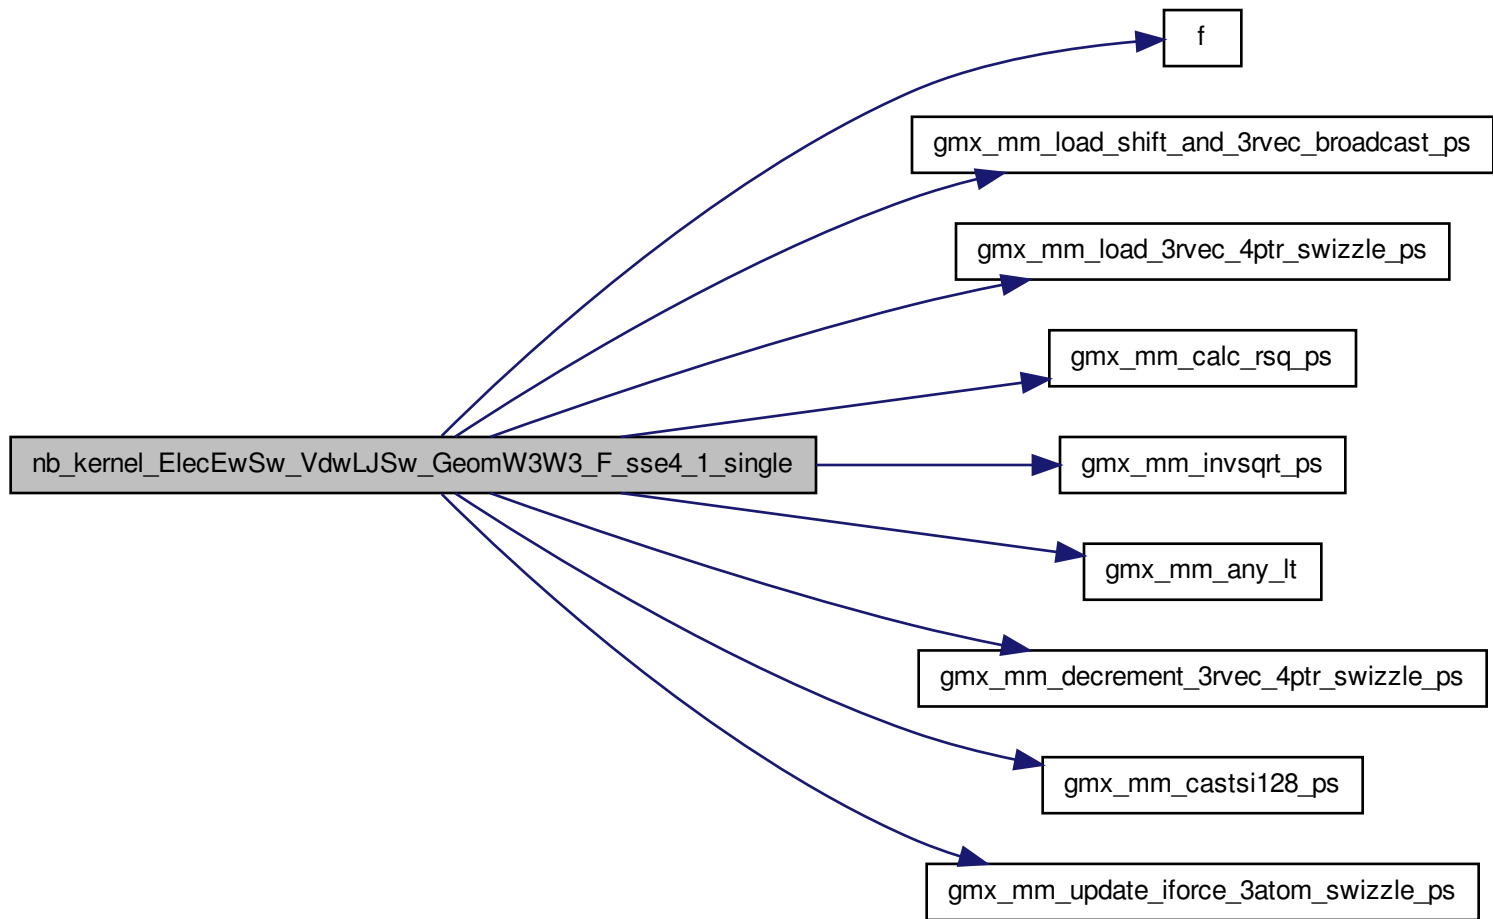 f
gmx_mm_load_shift_and_3rvec_broadcast_ps
gmx_mm_load_3rvec_4ptr_swizzle_ps
gmx_mm_calc_rsq_ps
nb_kernel_ElecEwSw_VdwLJSw_GeomW3W3_F_sse4_1_single
gmx_mm_invsqrt_ps
gmx_mm_any_lt
gmx_mm_decrement_3rvec_4ptr_swizzle_ps
gmx_mm_castsi128_ps
gmx_mm_update_iforce_3atom_swizzle_ps